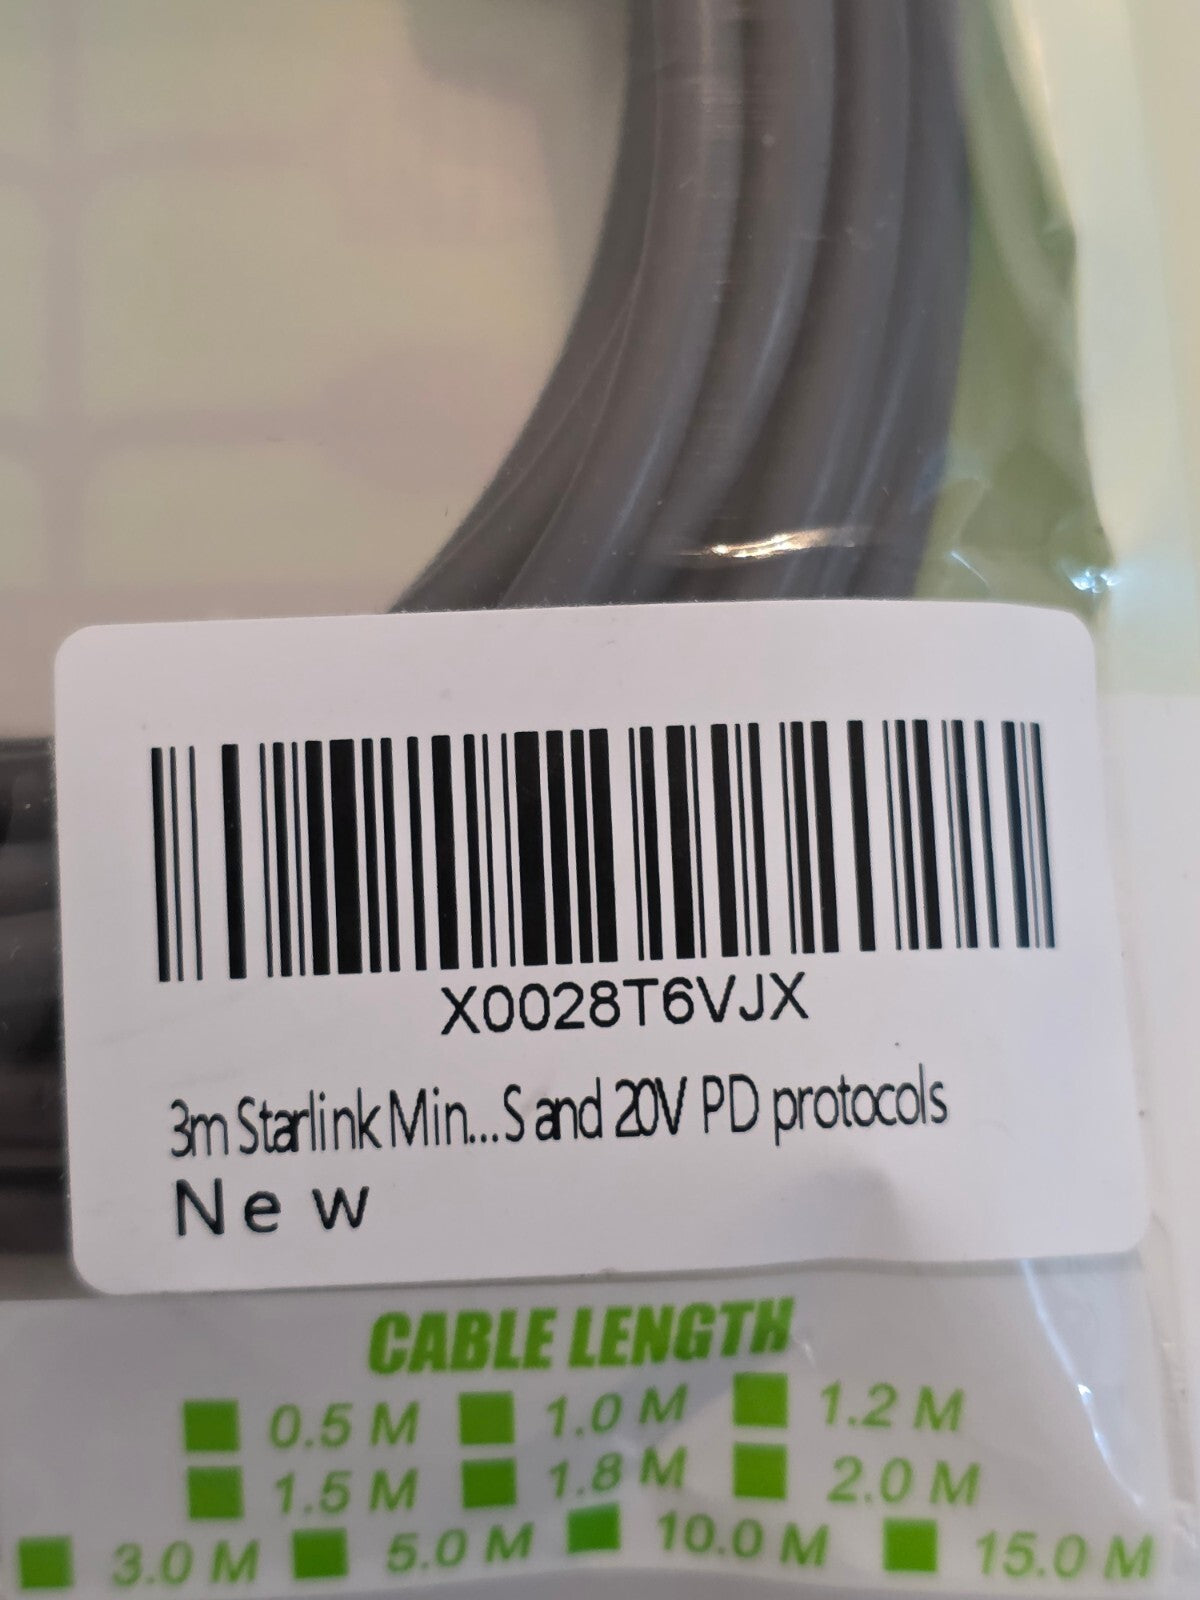 X0028T6VJX
3m Starlink Min...S and 20V PD protocols
New
CABLE LENGTH
0.5 M 1.0 M 1.2 M
1.5 M 1.8 M 2.0 M
3.0 M 5.0 M 10.0 M 15.0 M